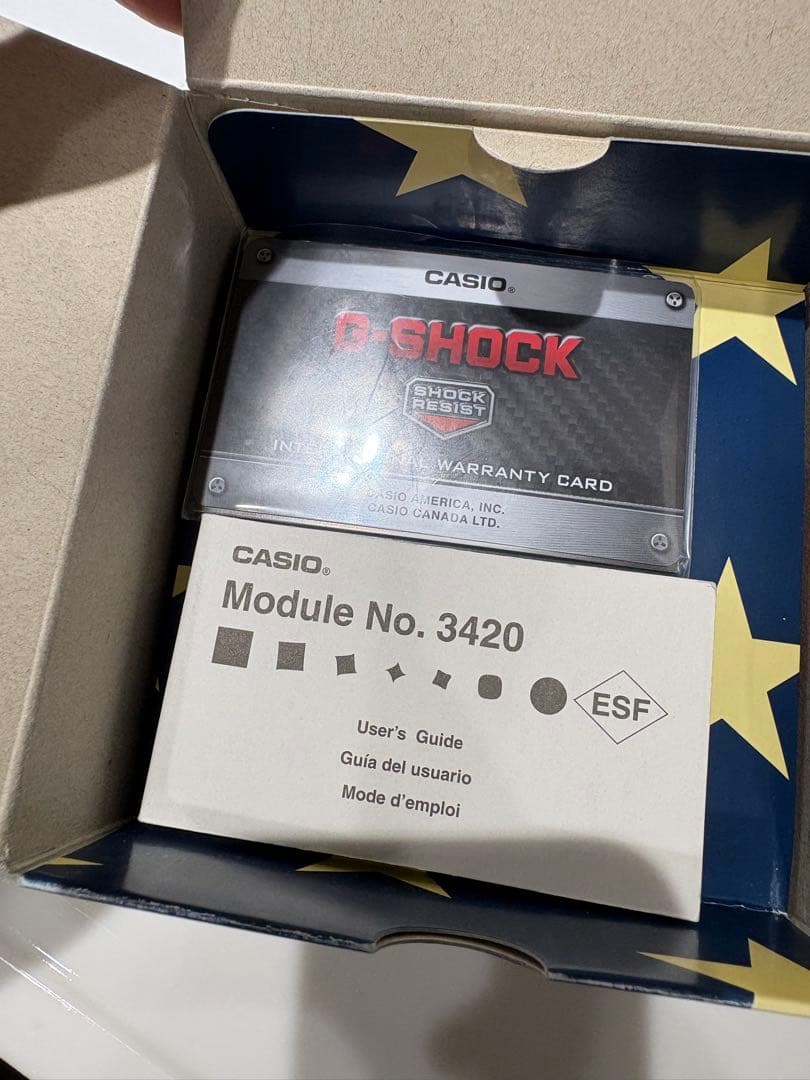 CASIO®
G-SHOCK
SHOCK
RESIST
WARRANTY CARD
CASIO AMERICA, INC.
CASIO CANADA LTD.
CASIO®
Module No. 3420
ESF
User's Guide
Guía del usuario
Mode d'emploi